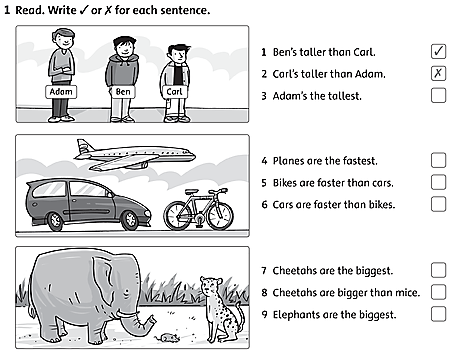 1 Read. Write ✓ or ✗ for each sentence.
Adam
Ben
Carl
1 Ben's taller than Carl. ✓
2 Carl's taller than Adam. ✗
3 Adam's the tallest.
4 Planes are the fastest.
5 Bikes are faster than cars.
6 Cars are faster than bikes.
7 Cheetahs are the biggest.
8 Cheetahs are bigger than mice.
9 Elephants are the biggest.